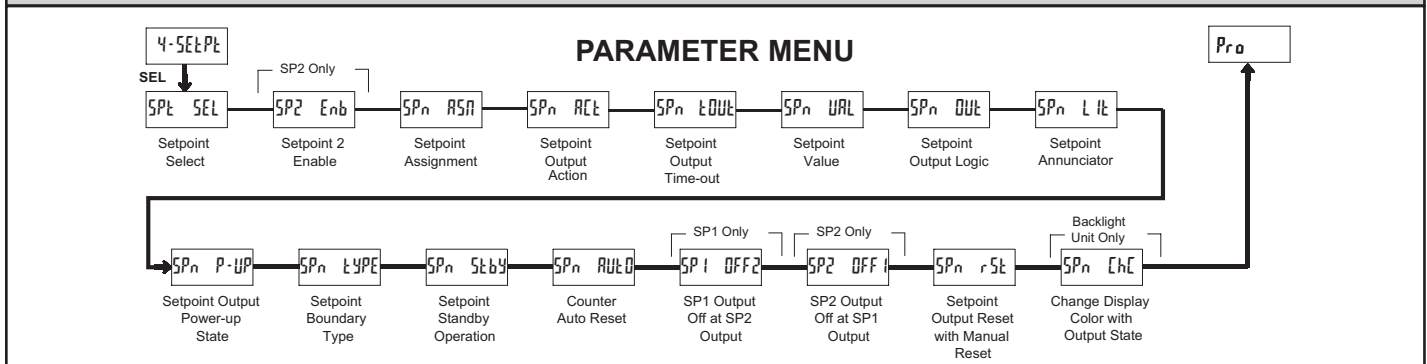 4-SEtPt
PARAMETER MENU
Pro
SEL
SP2 Only
SPt SEL
SP2 Enb
SPn ASN
SPn ACt
SPn tOUt
SPn VAL
SPn OUt
SPn LIt
Setpoint
Select
Setpoint 2
Enable
Setpoint
Assignment
Setpoint
Output
Action
Setpoint
Output
Time-out
Setpoint
Value
Setpoint
Output Logic
Setpoint
Annunciator
SP1 Only
SP2 Only
Backlight
Unit Only
SPn P-UP
SPn tYPE
SPn Stby
SPn AUtO
SP1 OFF2
SP2 OFF1
SPn rSt
SPn ChC
Setpoint Output
Power-up
State
Setpoint
Boundary
Type
Setpoint
Standby
Operation
Counter
Auto Reset
SP1 Output
Off at SP2
Output
SP2 Output
Off at SP1
Output
Setpoint
Output Reset
with Manual
Reset
Change Display
Color with
Output State